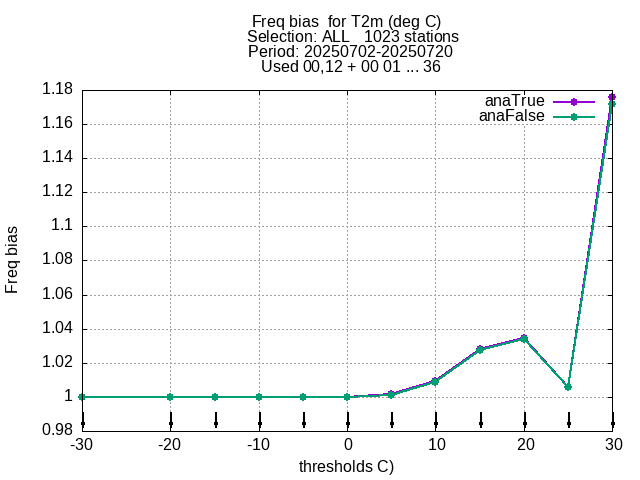 Freq bias  for T2m (deg C)
Selection: ALL   1023 stations
Period: 20250702-20250720
Used 00,12 + 00 01 ... 36
anaTrue
anaFalse
1.18
1.16
1.14
1.12
1.1
1.08
1.06
1.04
1.02
1
0.98
Freq bias
-30 -20 -10 0 10 20 30
thresholds C)